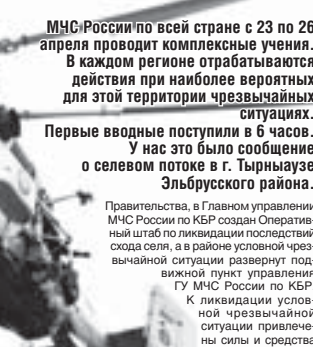 МЧС России по всей стране с 23 по 26
апреля проводит комплексные учения.
В каждом регионе отрабатываются
действия при наиболее вероятных
для этой территории чрезвычайных
ситуациях.
Первые вводные поступили в 6 часов.
У нас это было сообщение
о селевом потоке в г. Тырныаузе
Эльбрусского района.
Правительства, в Главном управлении
МЧС России по КБР создан Оператив-
ный штаб по ликвидации последствий
схода селя, а в районе условной чрез-
вычайной ситуации развернут под-
вижной пункт управления
ГУ МЧС России по КБР.
К ликвидации услов-
ной чрезвычайной
ситуации привлече-
ны силы и средства